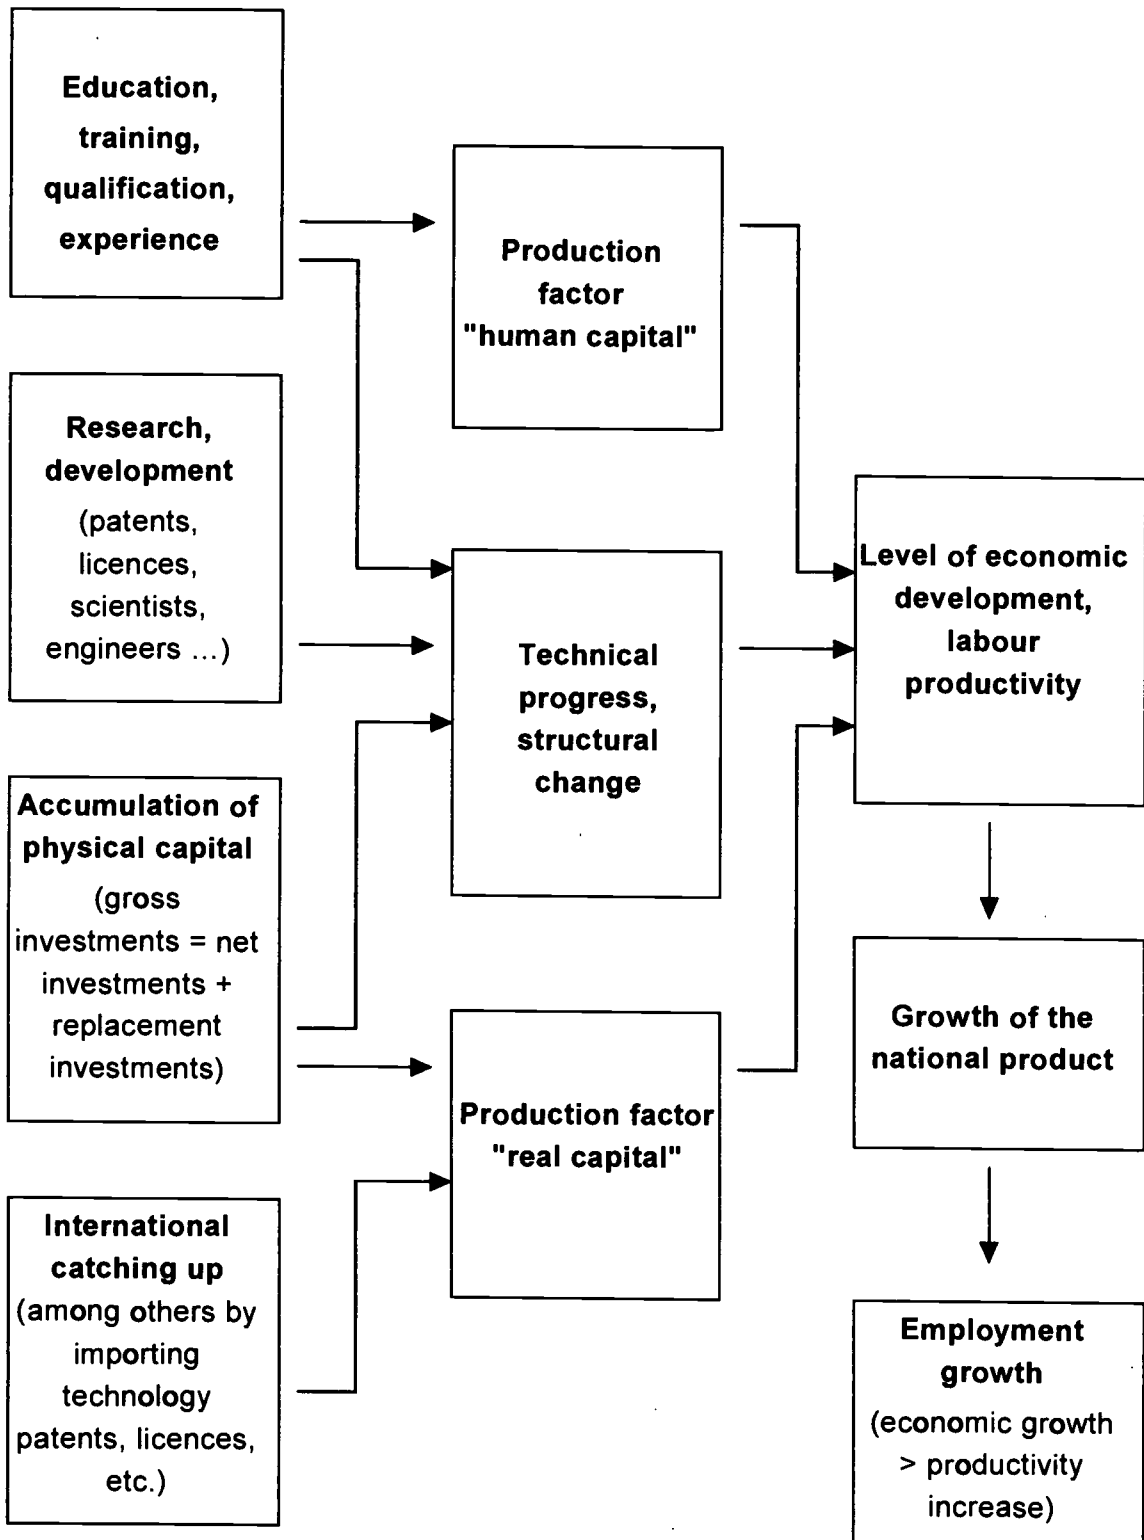 Education,
training,
qualification,
experience
Research,
development
(patents,
licences,
scientists,
engineers ...)
Accumulation of
physical capital
(gross
investments = net
investments +
replacement
investments)
International
catching up
(among others by
importing
technology
patents, licences,
etc.)
Production
factor
"human capital"
Technical
progress,
structural
change
Production factor
"real capital"
Level of economic
development,
labour
productivity
Growth of the
national product
Employment
growth
(economic growth
> productivity
increase)